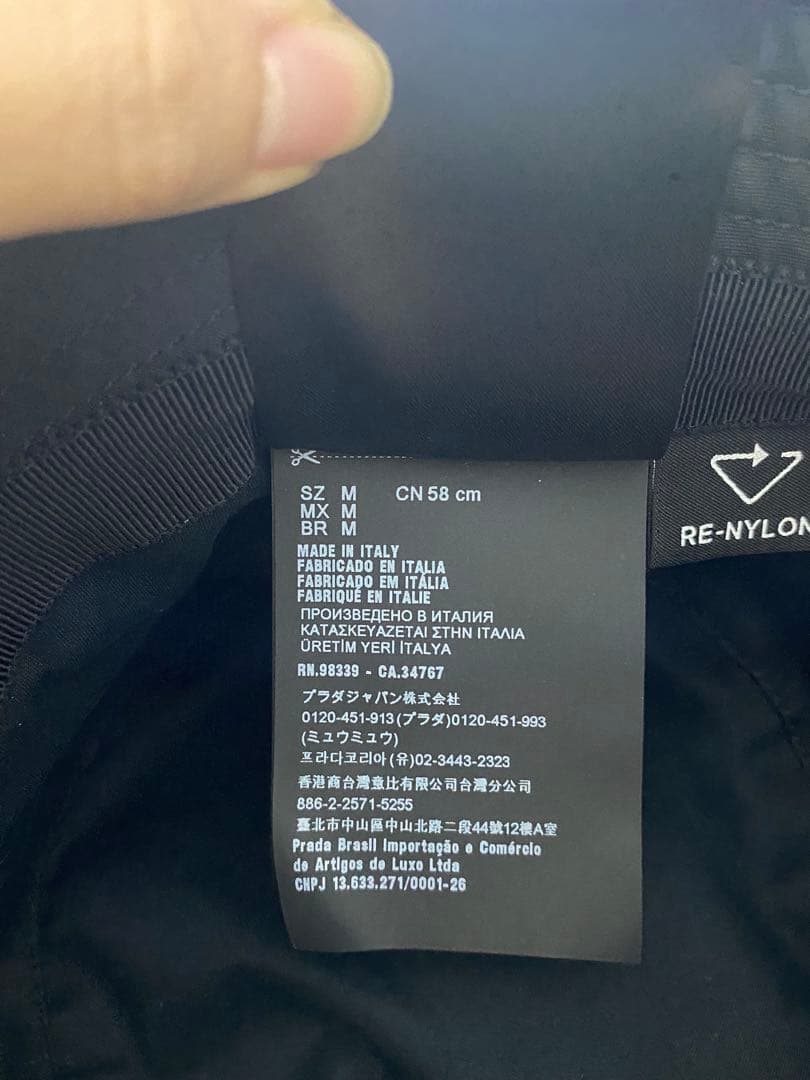 SZ M CN 58 cm
MX M
BR M
MADE IN ITALY
FABRICADO EN ITALIA
FABRICADO EM ITÁLIA
FABRIQUÉ EN ITALIE
ПРОИЗВЕДЕНО В ИТАЛИЯ
ΚΑΤΑΣΚΕΥΑΖΕΤΑΙ ΣΤΗΝ ΙΤΑΛΙΑ
ÜRETİM YERİ İTALYA
RN.98339 - CA.34767
プラダジャパン株式会社
0120-451-913(プラダ)0120-451-993
(ミュウミュウ)
프라다코리아(유)02-3443-2323
香港商台灣意比有限公司台灣分公司
886-2-2571-5255
臺北市中山區中山北路二段44號12樓A室
Prada Brasil Importação e Comércio
de Artigos de Luxo Ltda
CNPJ 13.633.271/0001-26
RE-NYLON